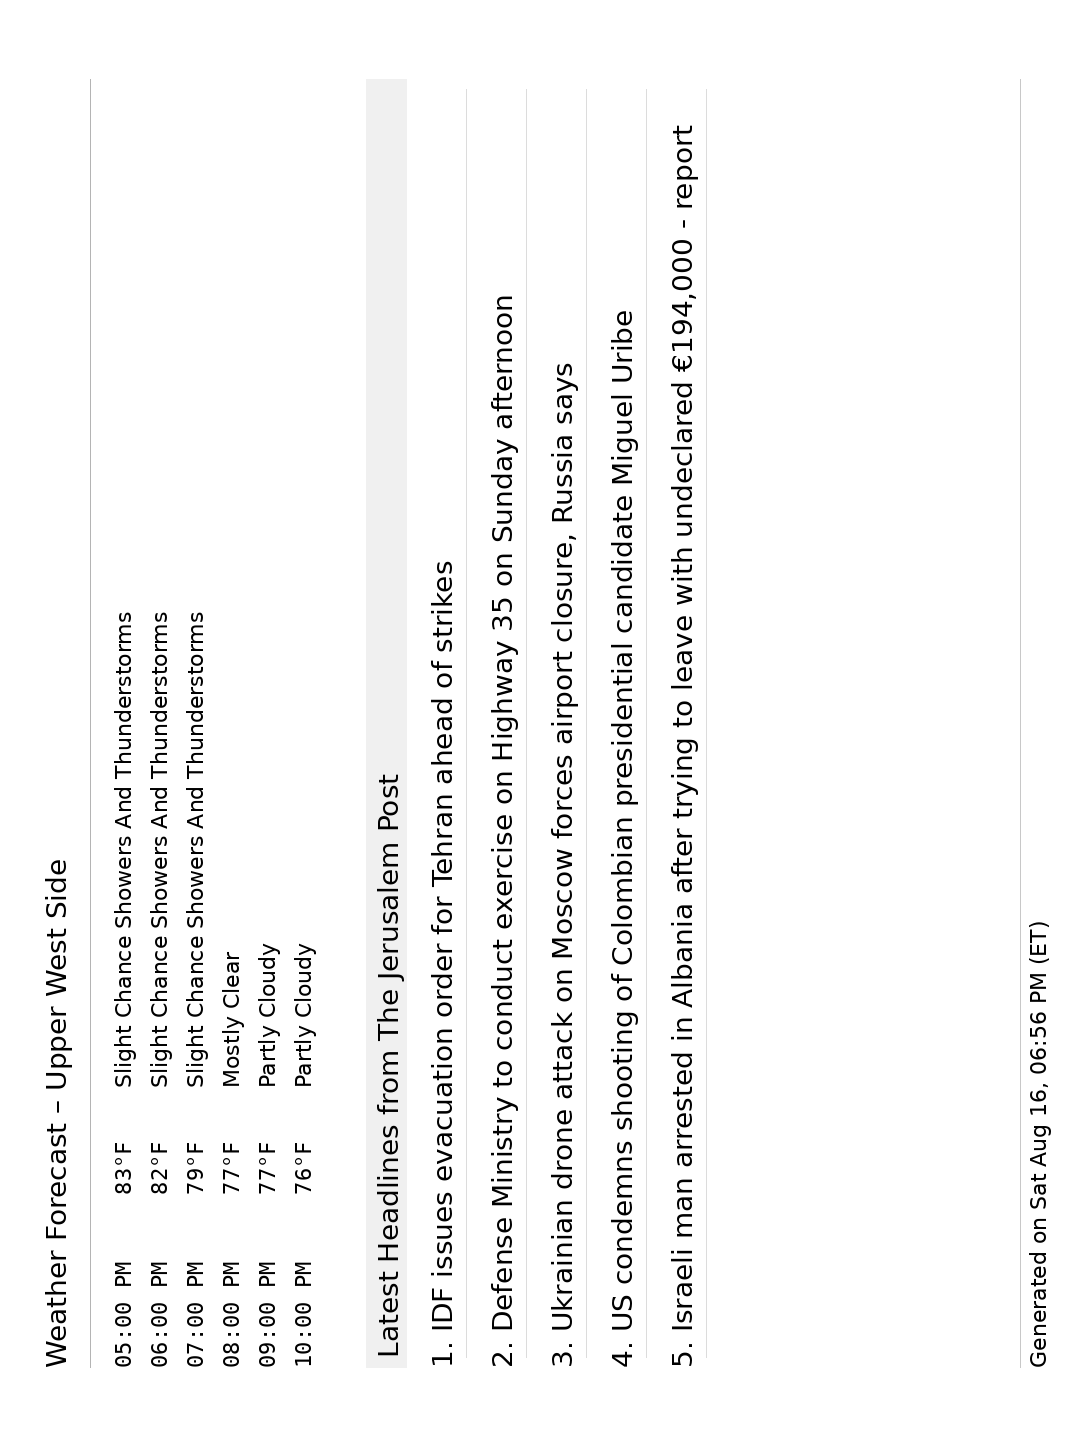 Weather Forecast – Upper West Side
05:00 PM 83°F Slight Chance Showers And Thunderstorms
06:00 PM 82°F Slight Chance Showers And Thunderstorms
07:00 PM 79°F Slight Chance Showers And Thunderstorms
08:00 PM 77°F Mostly Clear
09:00 PM 77°F Partly Cloudy
10:00 PM 76°F Partly Cloudy
Latest Headlines from The Jerusalem Post
1. IDF issues evacuation order for Tehran ahead of strikes
2. Defense Ministry to conduct exercise on Highway 35 on Sunday afternoon
3. Ukrainian drone attack on Moscow forces airport closure, Russia says
4. US condemns shooting of Colombian presidential candidate Miguel Uribe
5. Israeli man arrested in Albania after trying to leave with undeclared €194,000 - report
Generated on Sat Aug 16, 06:56 PM (ET)